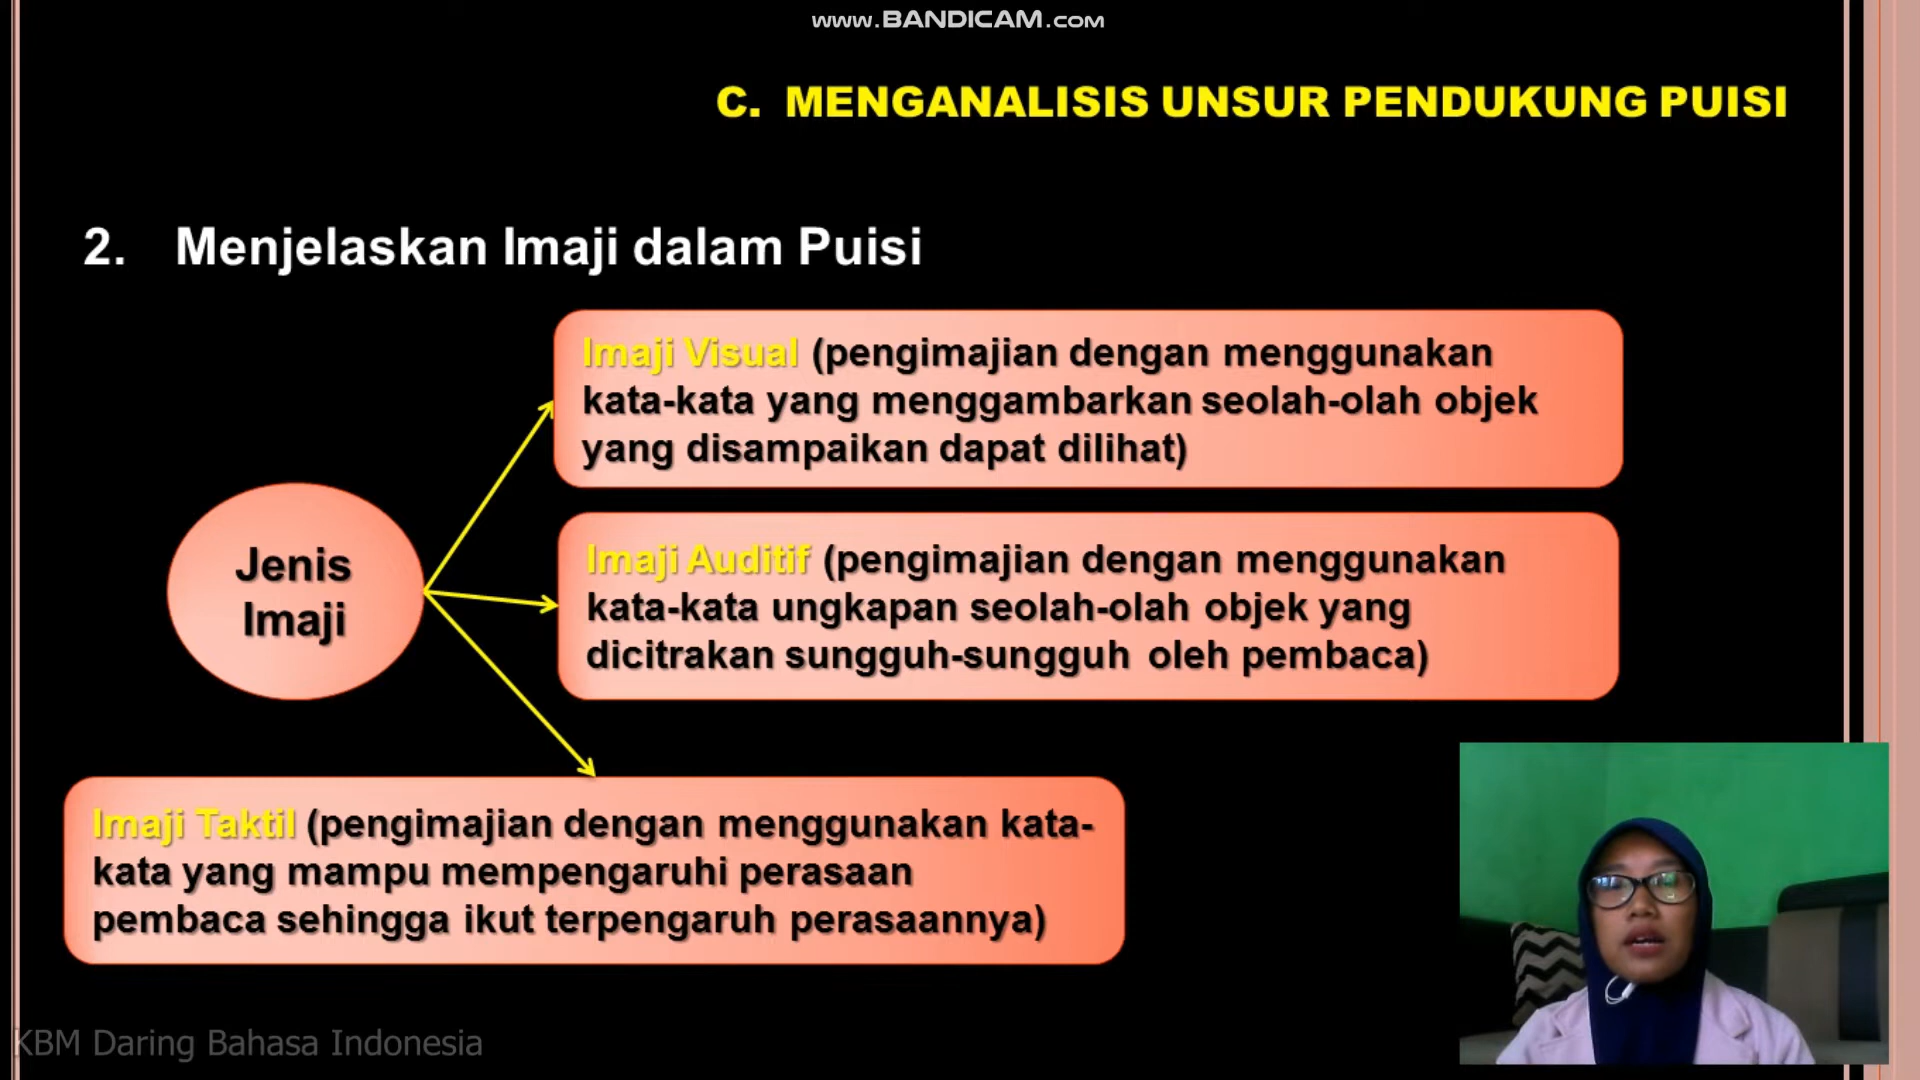 www.BANDICAM.com
C. MENGANALISIS UNSUR PENDUKUNG PUISI
2. Menjelaskan Imaji dalam Puisi
Imaji Visual (pengimajian dengan menggunakan
kata-kata yang menggambarkan seolah-olah objek
yang disampaikan dapat dilihat)
Jenis
Imaji
Imaji Auditif (pengimajian dengan menggunakan
kata-kata ungkapan seolah-olah objek yang
dicitrakan sungguh-sungguh oleh pembaca)
Imaji Taktil (pengimajian dengan menggunakan kata-
kata yang mampu mempengaruhi perasaan
pembaca sehingga ikut terpengaruh perasaannya)
KBM Daring Bahasa Indonesia